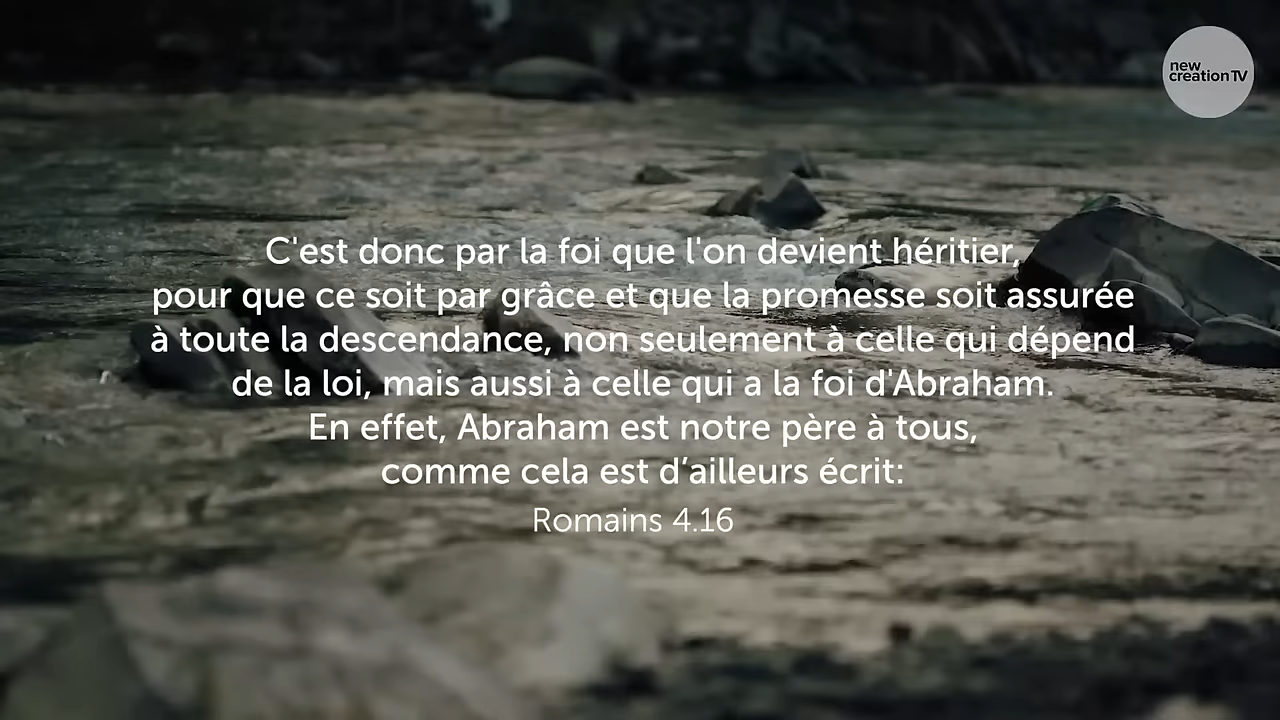 new
creation TV
C'est donc par la foi que l'on devient héritier,
pour que ce soit par grâce et que la promesse soit assurée
à toute la descendance, non seulement à celle qui dépend
de la loi, mais aussi à celle qui a la foi d'Abraham.
En effet, Abraham est notre père à tous,
comme cela est d’ailleurs écrit:
Romains 4.16